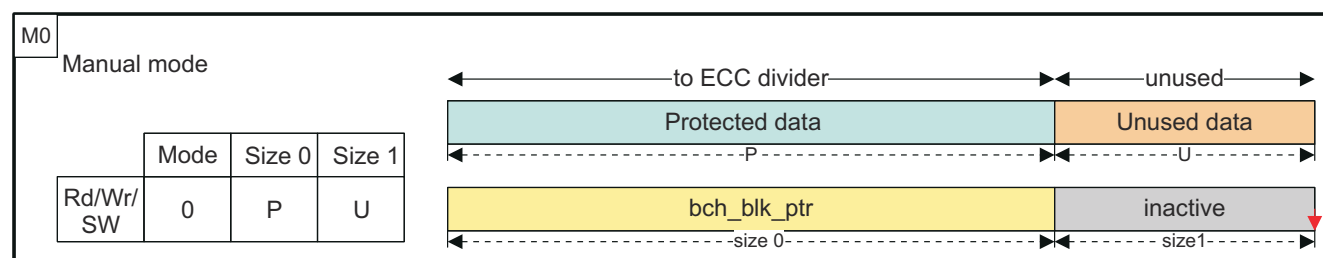 M0
Manual mode
to ECC divider
unused
Protected data
Unused data
P
U
Mode Size 0 Size 1
Rd/Wr/
SW
0 P U
bch_blk_ptr
inactive
size 0
size1